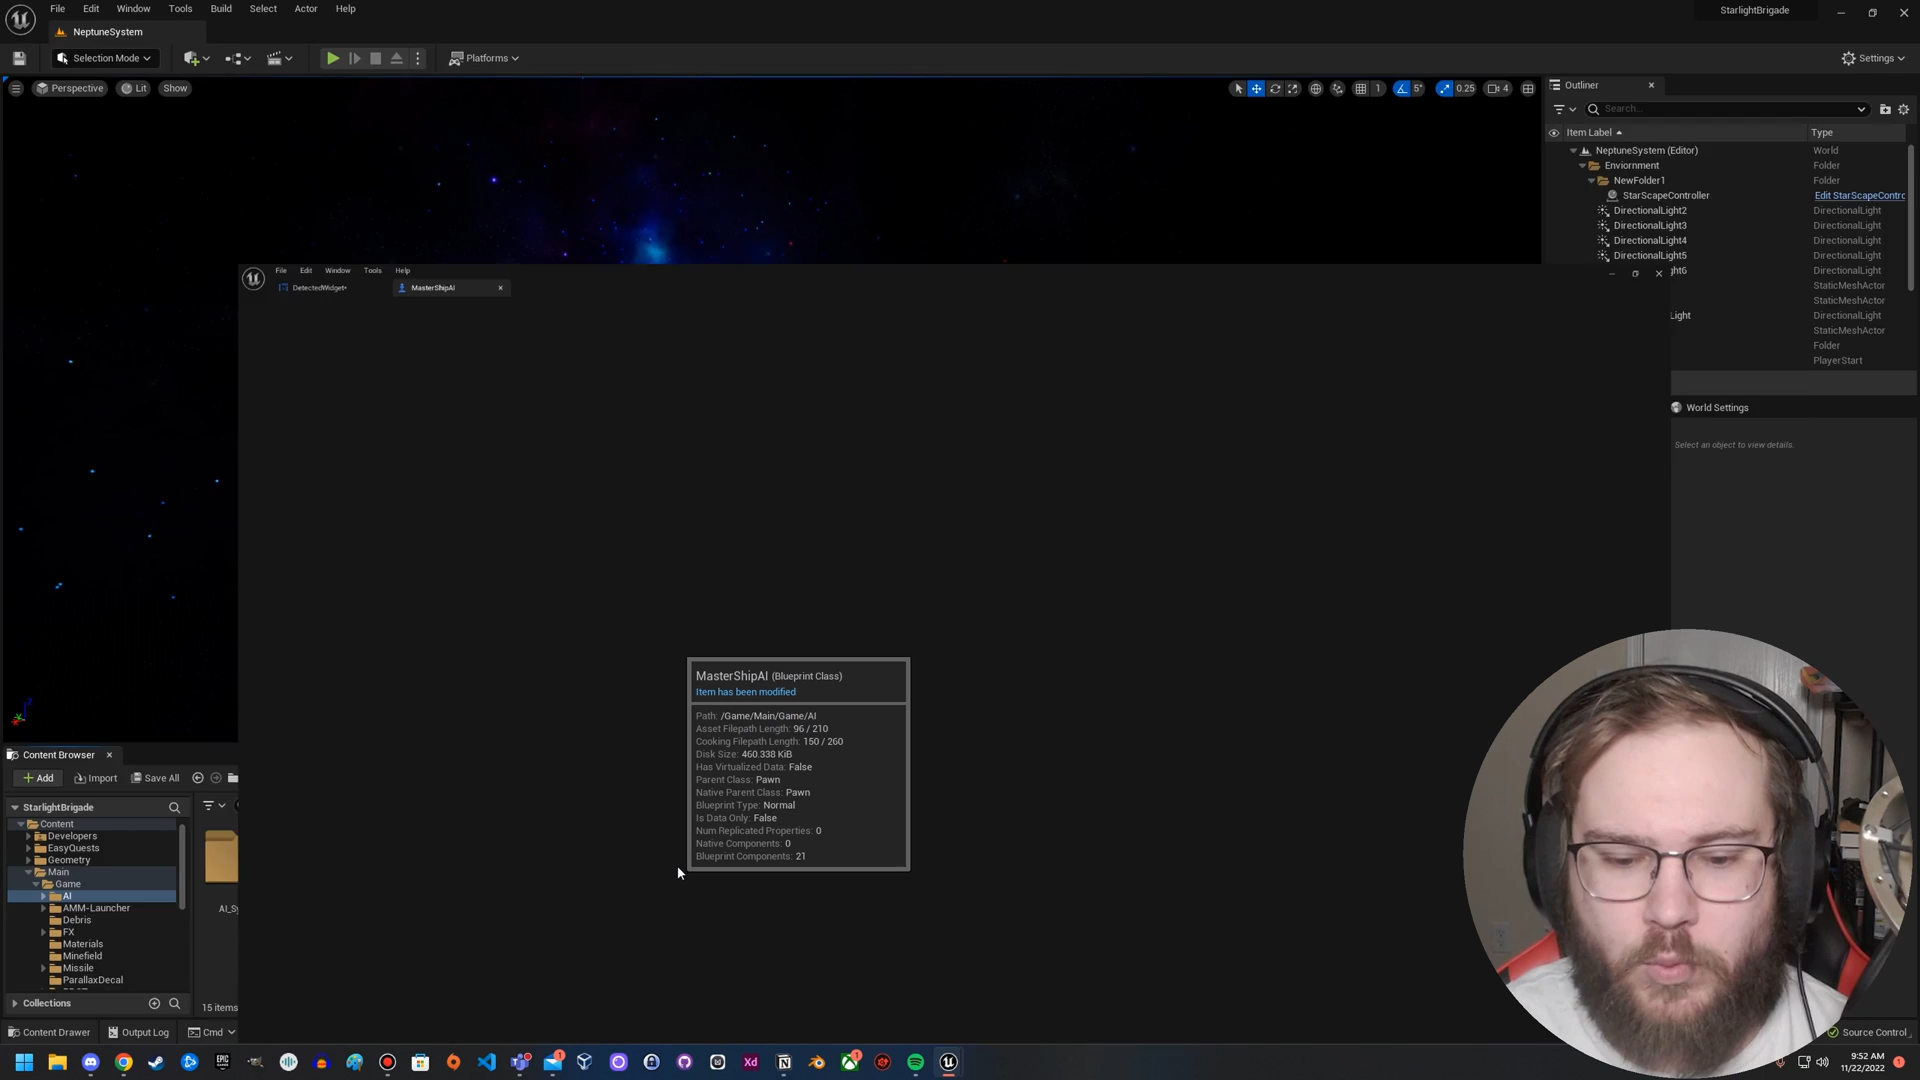 File Edit Window Tools Build Select Actor Help
StarlightBrigade
NeptuneSystem
Selection Mode
Platforms
Settings
Perspective
Lit
Show
1
5°
0.25
4
Outliner
Search...
Item Label
Type
NeptuneSystem (Editor)
World
Enviornment
Folder
NewFolder1
Folder
StarScapeController
Edit StarScapeContro
DirectionalLight2
DirectionalLight
DirectionalLight3
DirectionalLight
DirectionalLight4
DirectionalLight
DirectionalLight5
DirectionalLight
ght6
DirectionalLight
StaticMeshActor
StaticMeshActor
Light
DirectionalLight
StaticMeshActor
Folder
PlayerStart
World Settings
Select an object to view details.
File Edit Window Tools Help
DetectedWidget•
MasterShipAI
MasterShipAI (Blueprint Class)
Item has been modified
Path: /Game/Main/Game/AI
Asset Filepath Length: 96 / 210
Cooking Filepath Length: 150 / 260
Disk Size: 460.338 KiB
Has Virtualized Data: False
Parent Class: Pawn
Native Parent Class: Pawn
Blueprint Type: Normal
Is Data Only: False
Num Replicated Properties: 0
Native Components: 0
Blueprint Components: 21
Content Browser
Add
Import
Save All
StarlightBrigade
Content
Developers
EasyQuests
Geometry
Main
Game
AI
AMM-Launcher
Debris
FX
Materials
Minefield
Missile
ParallaxDecal
Collections
AI_Sy
15 items
Content Drawer
Output Log
Cmd
Source Control
9:52 AM
11/22/2022